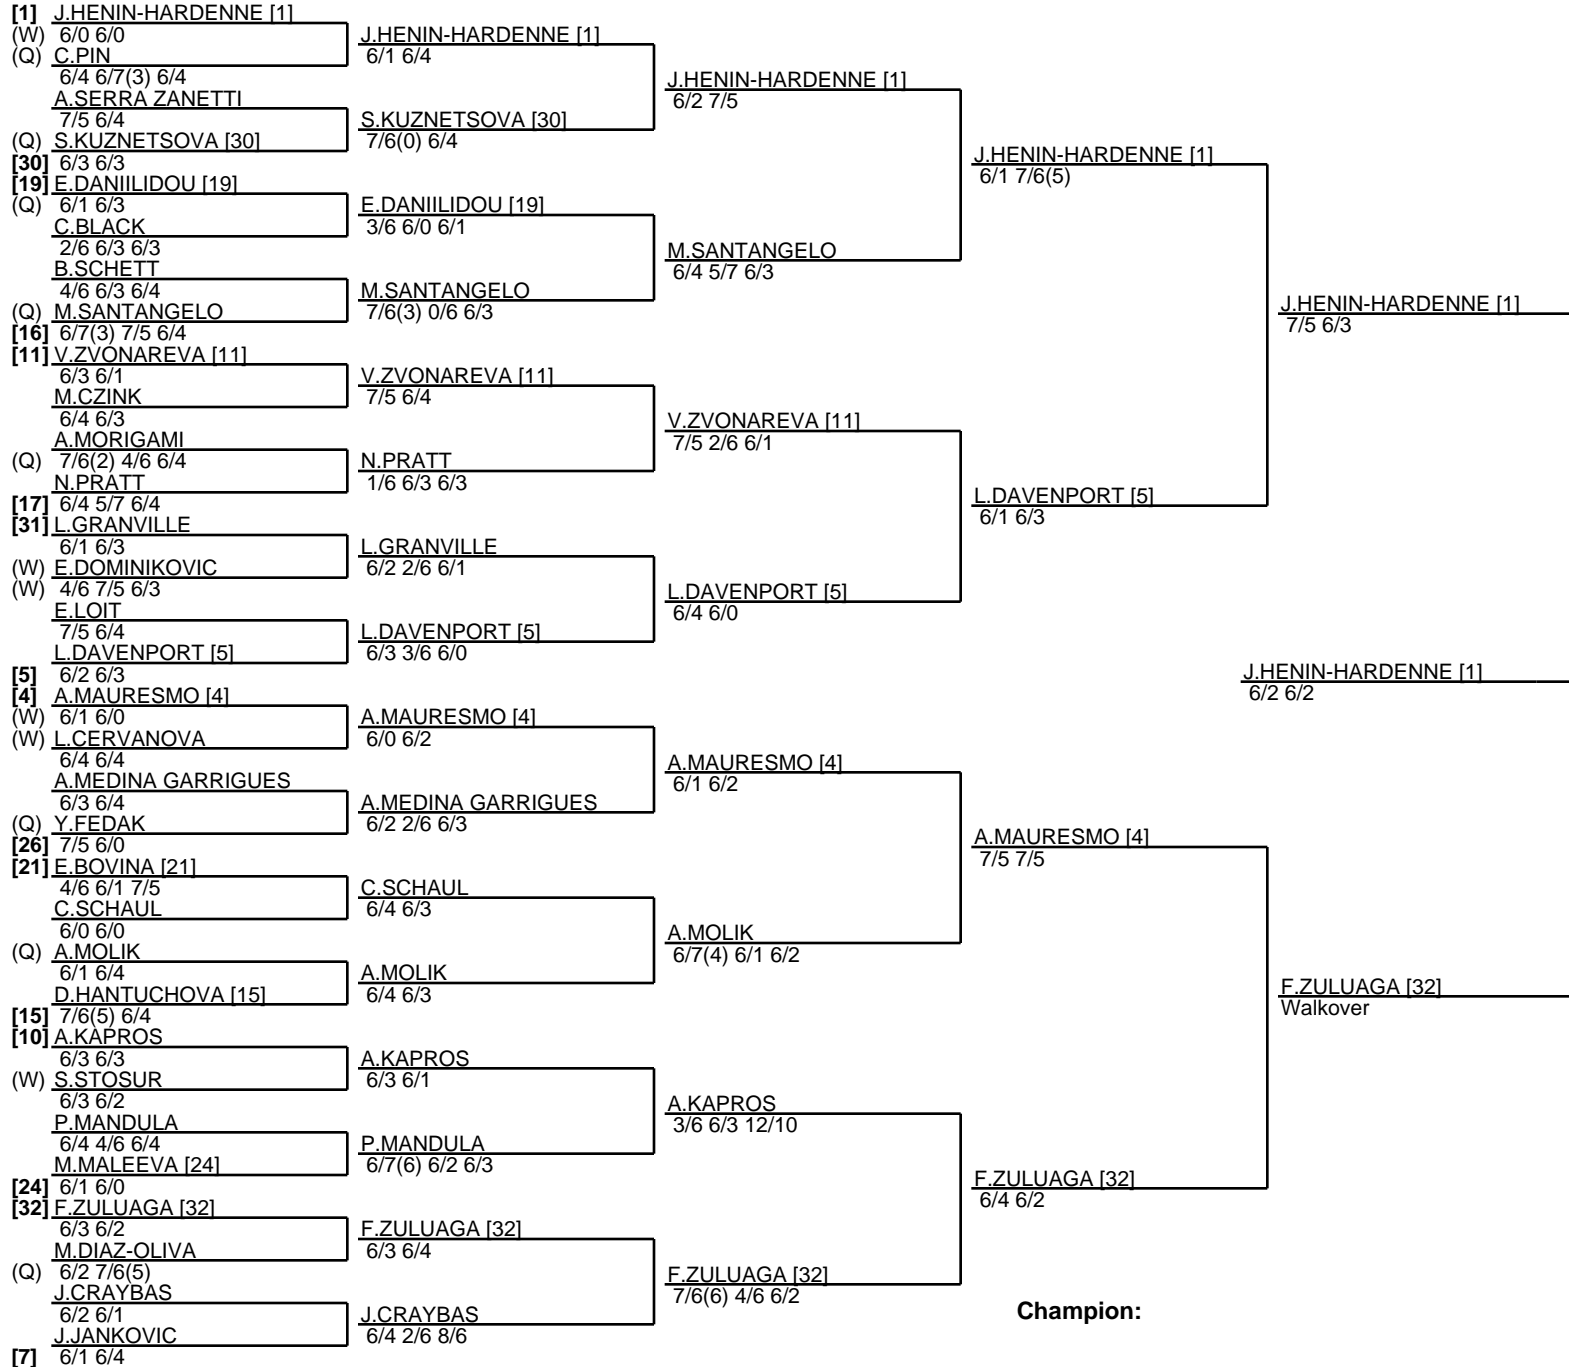 [1] J.HENIN-HARDENNE [1]
(W) 6/0 6/0
(Q) C.PIN
6/4 6/7(3) 6/4
A.SERRA ZANETTI
7/5 6/4
(Q) S.KUZNETSOVA [30]
[30] 6/3 6/3
[19] E.DANIILIDOU [19]
(Q) 6/1 6/3
C.BLACK
2/6 6/3 6/3
B.SCHETT
4/6 6/3 6/4
(Q) M.SANTANGELO
[16] 6/7(3) 7/5 6/4
[11] V.ZVONAREVA [11]
6/3 6/1
M.CZINK
6/4 6/3
A.MORIGAMI
(Q) 7/6(2) 4/6 6/4
N.PRATT
[17] 6/4 5/7 6/4
[31] L.GRANVILLE
6/1 6/3
(W) E.DOMINIKOVIC
(W) 4/6 7/5 6/3
E.LOIT
7/5 6/4
L.DAVENPORT [5]
[5] 6/2 6/3
[4] A.MAURESMO [4]
(W) 6/1 6/0
(W) L.CERVANOVA
6/4 6/4
A.MEDINA GARRIGUES
6/3 6/4
(Q) Y.FEDAK
[26] 7/5 6/0
[21] E.BOVINA [21]
4/6 6/1 7/5
C.SCHAUL
6/0 6/0
(Q) A.MOLIK
6/1 6/4
D.HANTUCHOVA [15]
[15] 7/6(5) 6/4
[10] A.KAPROS
6/3 6/3
(W) S.STOSUR
6/3 6/2
P.MANDULA
6/4 4/6 6/4
M.MALEEVA [24]
[24] 6/1 6/0
[32] F.ZULUAGA [32]
6/3 6/2
M.DIAZ-OLIVA
(Q) 6/2 7/6(5)
J.CRAYBAS
6/2 6/1
J.JANKOVIC
[7] 6/1 6/4
J.HENIN-HARDENNE [1]
6/1 6/4
S.KUZNETSOVA [30]
7/6(0) 6/4
E.DANIILIDOU [19]
3/6 6/0 6/1
M.SANTANGELO
7/6(3) 0/6 6/3
V.ZVONAREVA [11]
7/5 6/4
N.PRATT
1/6 6/3 6/3
L.GRANVILLE
6/2 2/6 6/1
L.DAVENPORT [5]
6/3 3/6 6/0
A.MAURESMO [4]
6/0 6/2
A.MEDINA GARRIGUES
6/2 2/6 6/3
C.SCHAUL
6/4 6/3
A.MOLIK
6/4 6/3
A.KAPROS
6/3 6/1
P.MANDULA
6/7(6) 6/2 6/3
F.ZULUAGA [32]
6/3 6/4
J.CRAYBAS
6/4 2/6 8/6
J.HENIN-HARDENNE [1]
6/2 7/5
M.SANTANGELO
6/4 5/7 6/3
V.ZVONAREVA [11]
7/5 2/6 6/1
L.DAVENPORT [5]
6/4 6/0
A.MAURESMO [4]
6/1 6/2
A.MOLIK
6/7(4) 6/1 6/2
A.KAPROS
3/6 6/3 12/10
F.ZULUAGA [32]
7/6(6) 4/6 6/2
J.HENIN-HARDENNE [1]
6/1 7/6(5)
L.DAVENPORT [5]
6/1 6/3
A.MAURESMO [4]
7/5 7/5
F.ZULUAGA [32]
6/4 6/2
J.HENIN-HARDENNE [1]
7/5 6/3
F.ZULUAGA [32]
Walkover
J.HENIN-HARDENNE [1]
6/2 6/2
Champion: